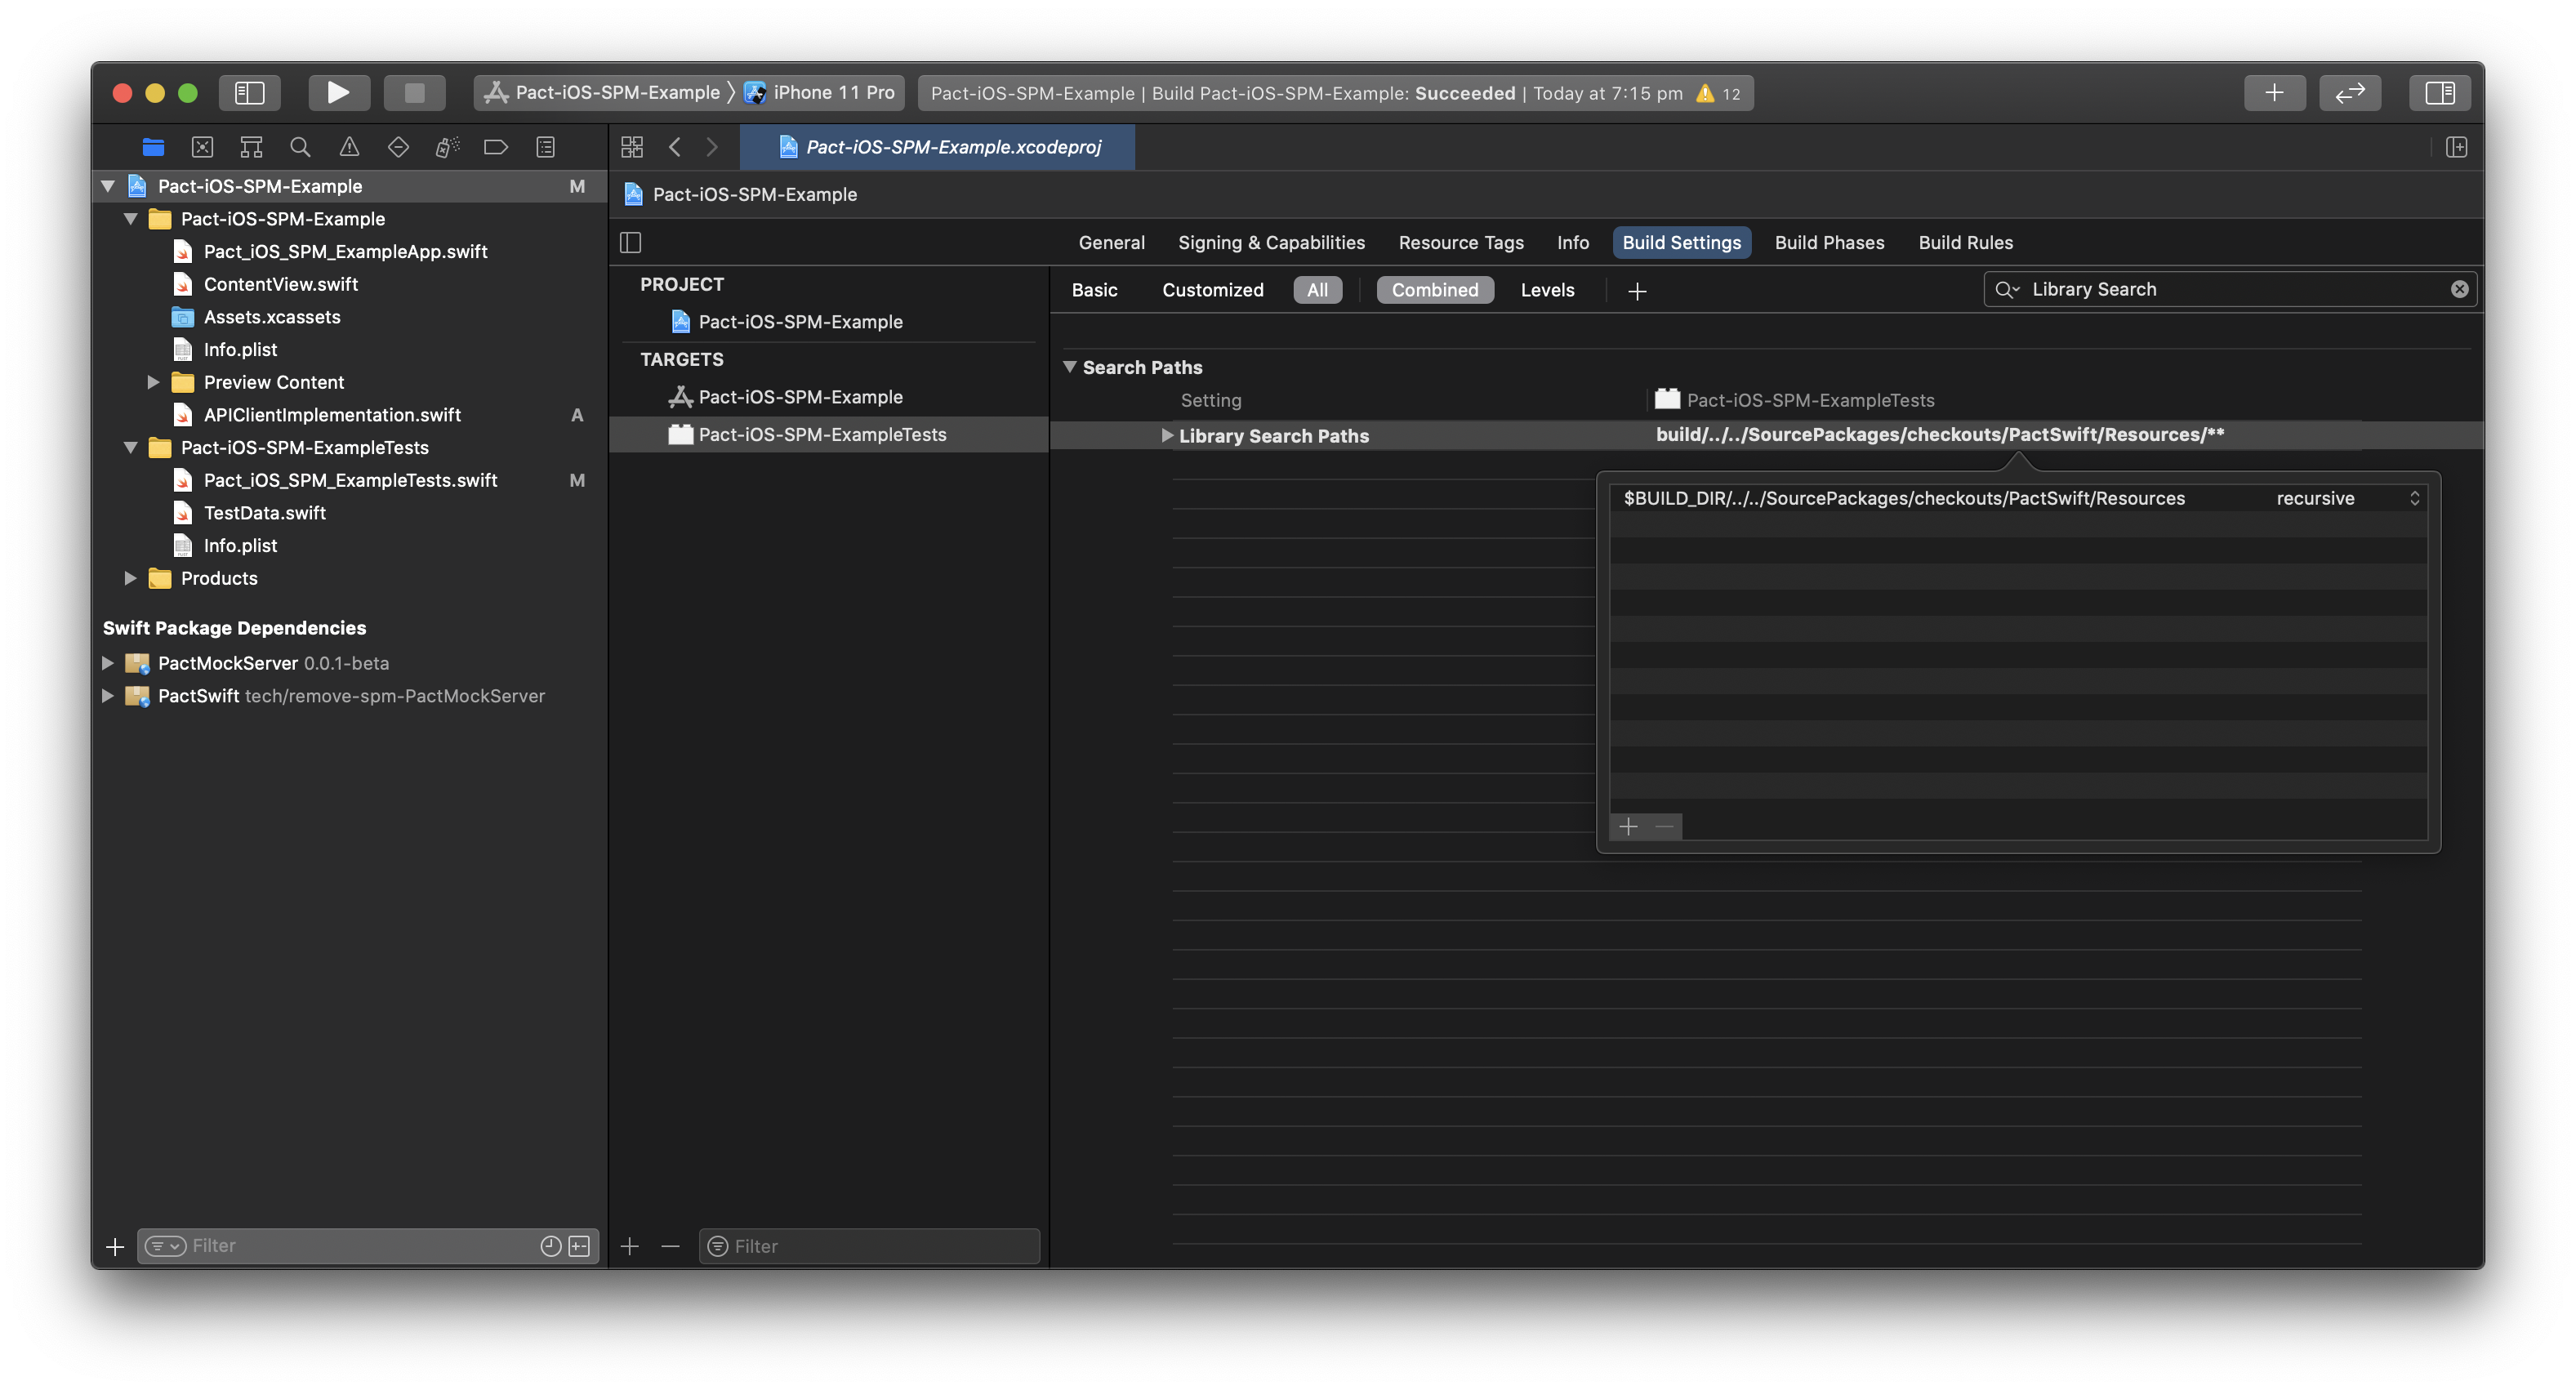 Pact-iOS-SPM-Example 〉 iPhone 11 Pro
Pact-iOS-SPM-Example | Build Pact-iOS-SPM-Example: Succeeded | Today at 7:15 pm 12
Pact-iOS-SPM-Example M
Pact-iOS-SPM-Example
Pact_iOS_SPM_ExampleApp.swift
ContentView.swift
Assets.xcassets
Info.plist
Preview Content
APIClientImplementation.swift A
Pact-iOS-SPM-ExampleTests
Pact_iOS_SPM_ExampleTests.swift M
TestData.swift
Info.plist
Products
Swift Package Dependencies
PactMockServer 0.0.1-beta
PactSwift tech/remove-spm-PactMockServer
Filter
Pact-iOS-SPM-Example.xcodeproj
Pact-iOS-SPM-Example
General Signing & Capabilities Resource Tags Info Build Settings Build Phases Build Rules
PROJECT
Pact-iOS-SPM-Example
TARGETS
Pact-iOS-SPM-Example
Pact-iOS-SPM-ExampleTests
Filter
Basic Customized All Combined Levels Library Search
Search Paths
Setting Pact-iOS-SPM-ExampleTests
Library Search Paths build/../../SourcePackages/checkouts/PactSwift/Resources/**
$BUILD_DIR/../../SourcePackages/checkouts/PactSwift/Resources recursive